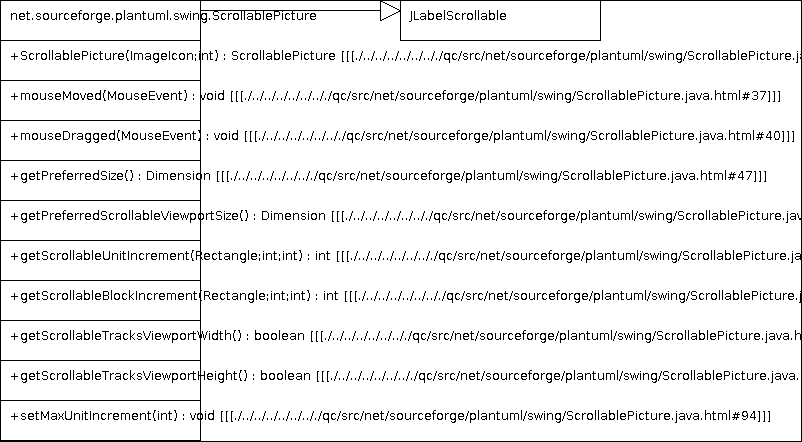 net.sourceforge.plantuml.swing.ScrollablePicture
JLabelScrollable
+ScrollablePicture(ImageIcon;int) : ScrollablePicture [[[./../../../../../../../qc/src/net/sourceforge/plantuml/swing/ScrollablePicture.ja
+mouseMoved(MouseEvent) : void [[[./../../../../../../../qc/src/net/sourceforge/plantuml/swing/ScrollablePicture.java.html#37]]]
+mouseDragged(MouseEvent) : void [[[./../../../../../../../qc/src/net/sourceforge/plantuml/swing/ScrollablePicture.java.html#40]]]
+getPreferredSize() : Dimension [[[./../../../../../../../qc/src/net/sourceforge/plantuml/swing/ScrollablePicture.java.html#47]]]
+getPreferredScrollableViewportSize() : Dimension [[[./../../../../../../../qc/src/net/sourceforge/plantuml/swing/ScrollablePicture.jav
+getScrollableUnitIncrement(Rectangle;int;int) : int [[[./../../../../../../../qc/src/net/sourceforge/plantuml/swing/ScrollablePicture.ja
+getScrollableBlockIncrement(Rectangle;int;int) : int [[[./../../../../../../../qc/src/net/sourceforge/plantuml/swing/ScrollablePicture.j
+getScrollableTracksViewportWidth() : boolean [[[./../../../../../../../qc/src/net/sourceforge/plantuml/swing/ScrollablePicture.java.h
+getScrollableTracksViewportHeight() : boolean [[[./../../../../../../../qc/src/net/sourceforge/plantuml/swing/ScrollablePicture.java.
+setMaxUnitIncrement(int) : void [[[./../../../../../../../qc/src/net/sourceforge/plantuml/swing/ScrollablePicture.java.html#94]]]